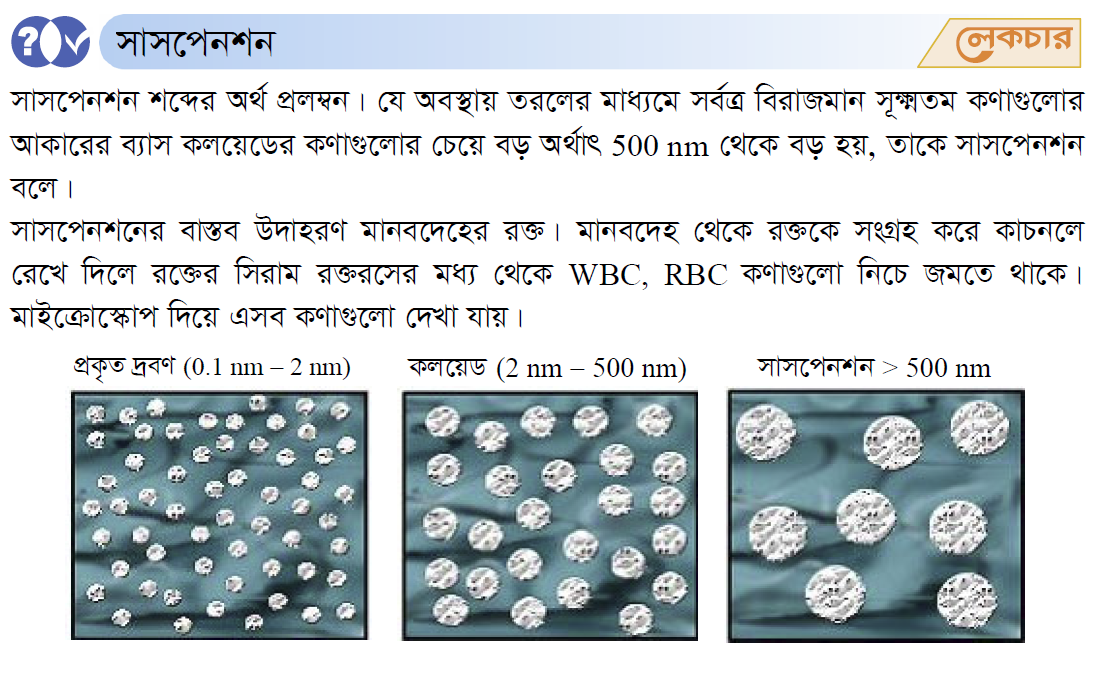 সাসপেনশন
লেকচার
সাসপেনশন শব্দের অর্থ প্রলম্বন। যে অবস্থায় তরলের মাধ্যমে সর্বত্র বিরাজমান সূক্ষ্মতম কণাগুলোর
আকারের ব্যাস কলয়েডের কণাগুলোর চেয়ে বড় অর্থাৎ 500 nm থেকে বড় হয়, তাকে সাসপেনশন
বলে।
সাসপেনশনের বাস্তব উদাহরণ মানবদেহের রক্ত। মানবদেহ থেকে রক্তকে সংগ্রহ করে কাচনলে
রেখে দিলে রক্তের সিরাম রক্তরসের মধ্য থেকে WBC, RBC কণাগুলো নিচে জমতে থাকে।
মাইক্রোস্কোপ দিয়ে এসব কণাগুলো দেখা যায়।
প্রকৃত দ্রবণ (0.1 nm – 2 nm)
কলয়েড (2 nm – 500 nm)
সাসপেনশন > 500 nm